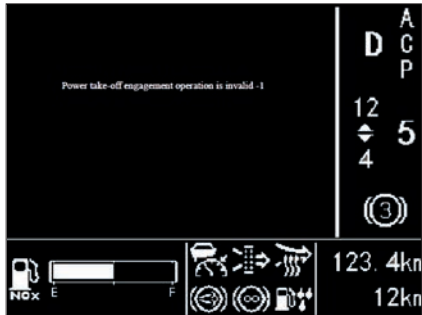 A
D C
P
Power take-off engagement operation is invalid -1
12
5
4
(3)
NOx
E F
123.4km
12km